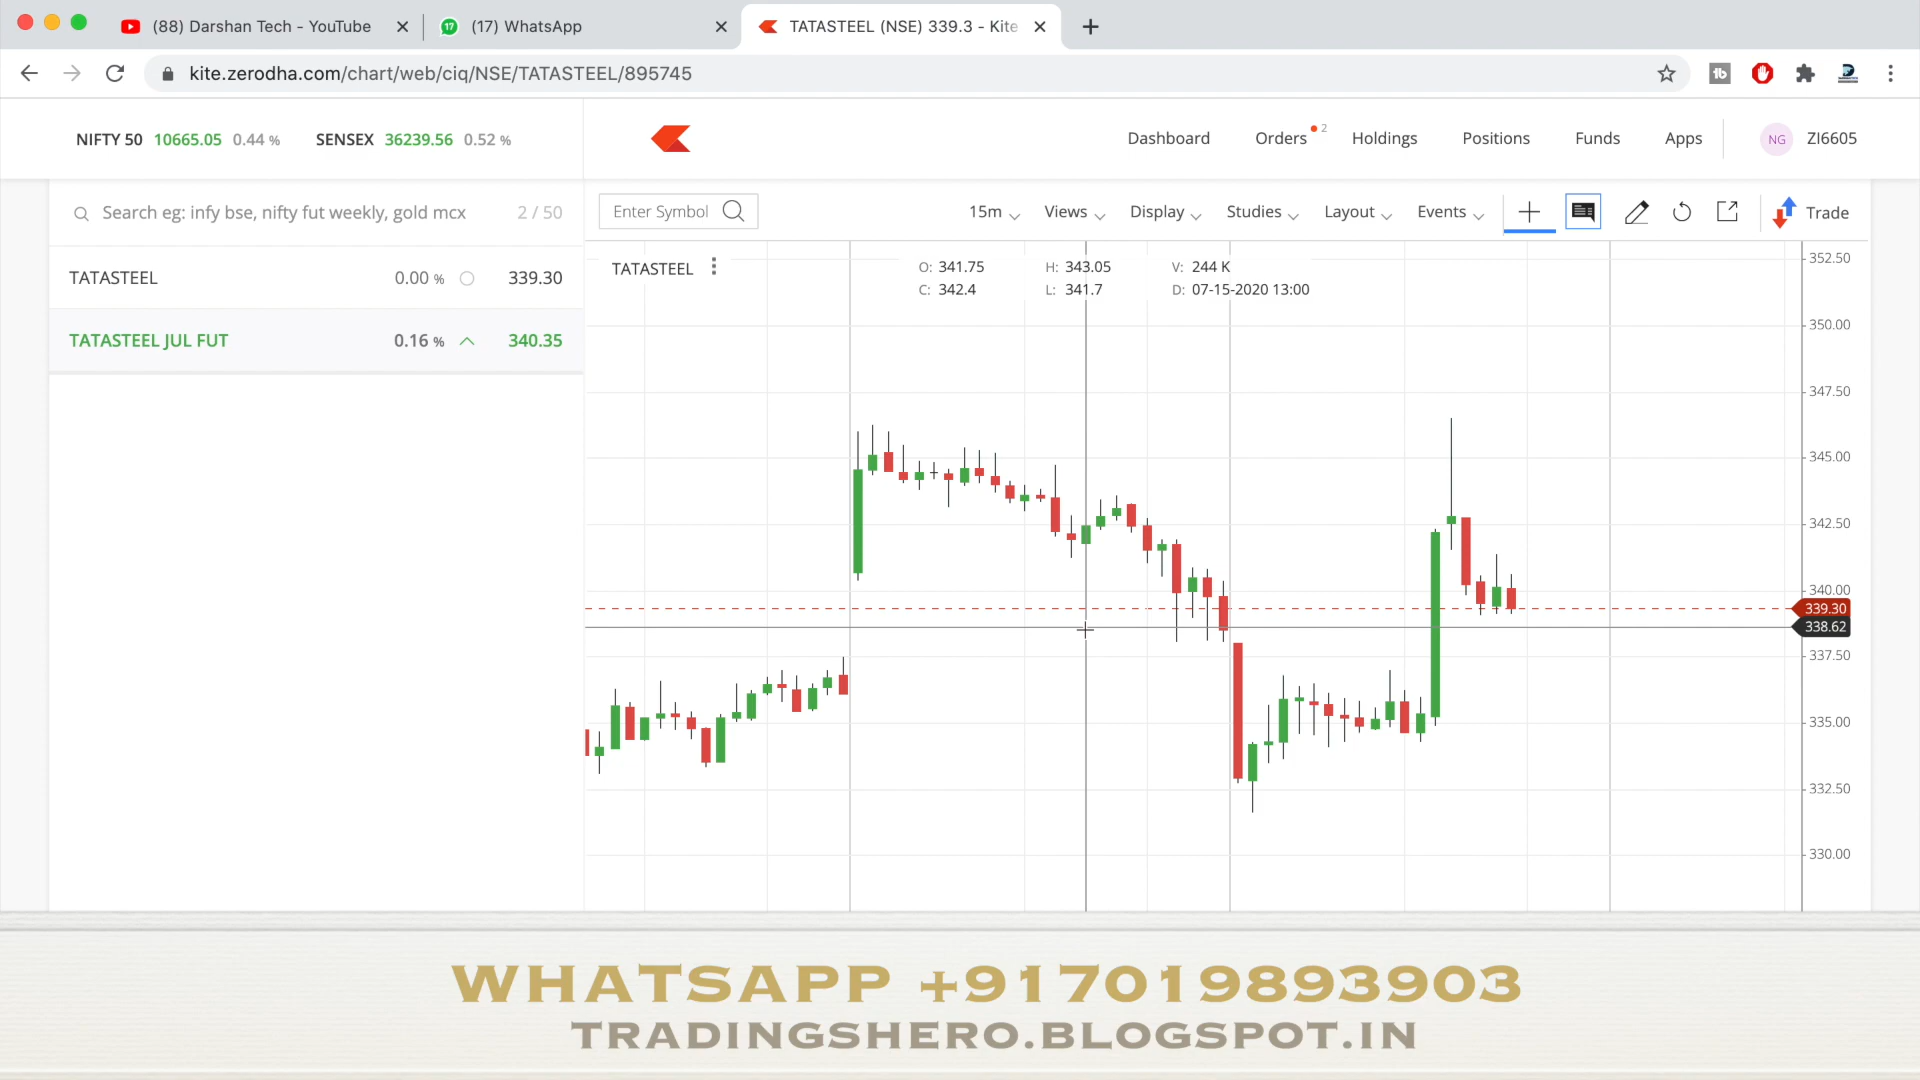 (88) Darshan Tech - YouTube
17
(17) WhatsApp
TATASTEEL (NSE) 339.3 - Kite
kite.zerodha.com/chart/web/ciq/NSE/TATASTEEL/895745
tb
NIFTY 50 10665.05 0.44 %
SENSEX 36239.56 0.52 %
Dashboard
Orders 2
Holdings
Positions
Funds
Apps
NG
ZI6605
Search eg: infy bse, nifty fut weekly, gold mcx
2 / 50
Enter Symbol
15m
Views
Display
Studies
Layout
Events
Trade
TATASTEEL 0.00 % 339.30
TATASTEEL JUL FUT 0.16 % 340.35
TATASTEEL
O: 341.75
H: 343.05
V: 244 K
C: 342.4
L: 341.7
D: 07-15-2020 13:00
352.50
350.00
347.50
345.00
342.50
340.00
339.30
338.62
337.50
335.00
332.50
330.00
WHATSAPP +917019893903
TRADINGSHERO.BLOGSPOT.IN